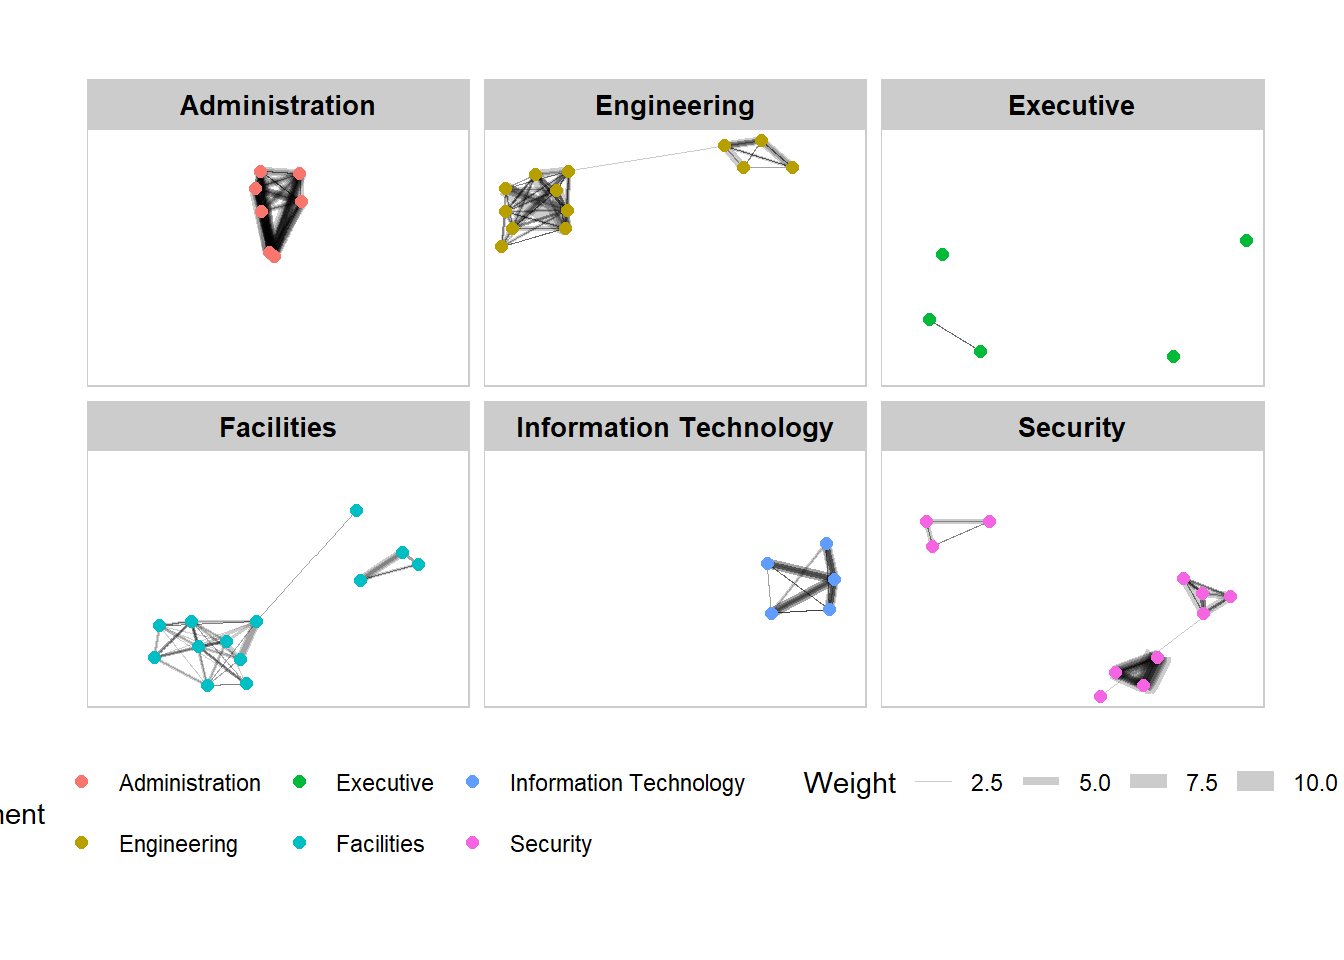 Administration Engineering Executive
Facilities Information Technology Security
Administration Executive Information Technology Weight 2.5 5.0 7.5 10.0
Engineering Facilities Security